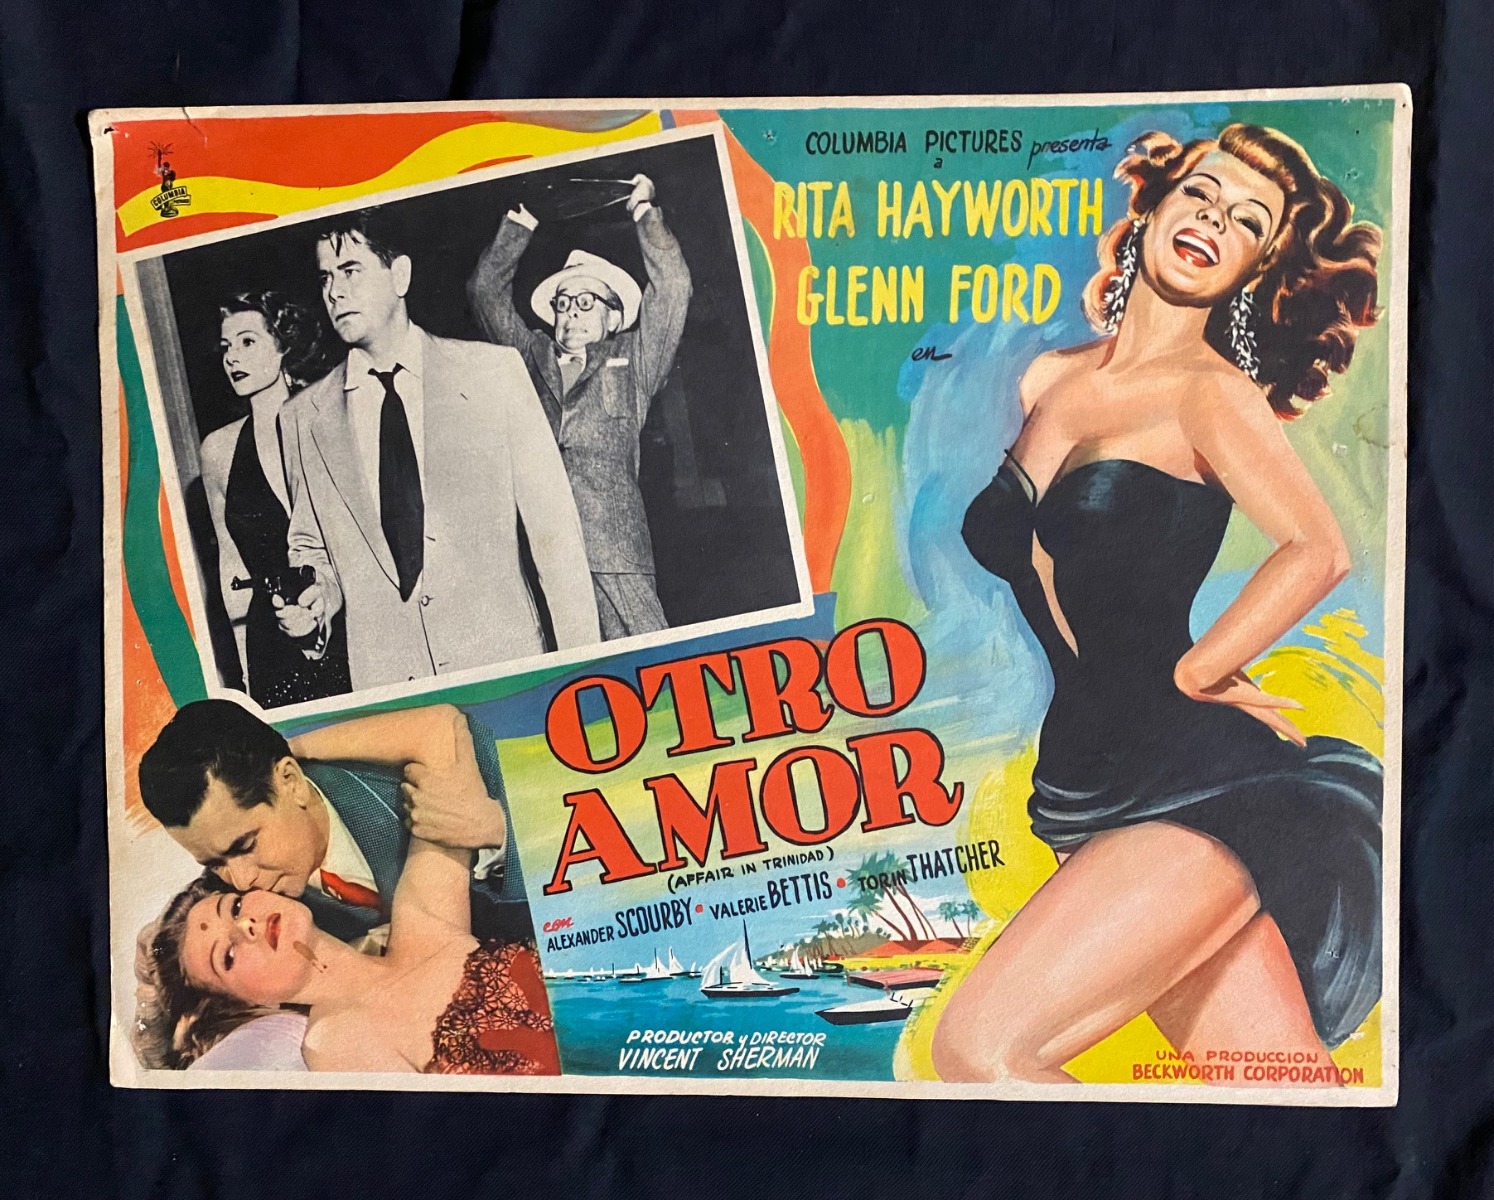 COLUMBIA
COLUMBIA PICTURES presenta
a
RITA HAYWORTH
GLENN FORD
en
OTRO
AMOR
(AFFAIR IN TRINIDAD)
con
ALEXANDER SCOURBY • VALERIE BETTIS • TORIN THATCHER
PRODUCTOR y DIRECTOR
VINCENT SHERMAN
UNA PRODUCCION
BECKWORTH CORPORATION